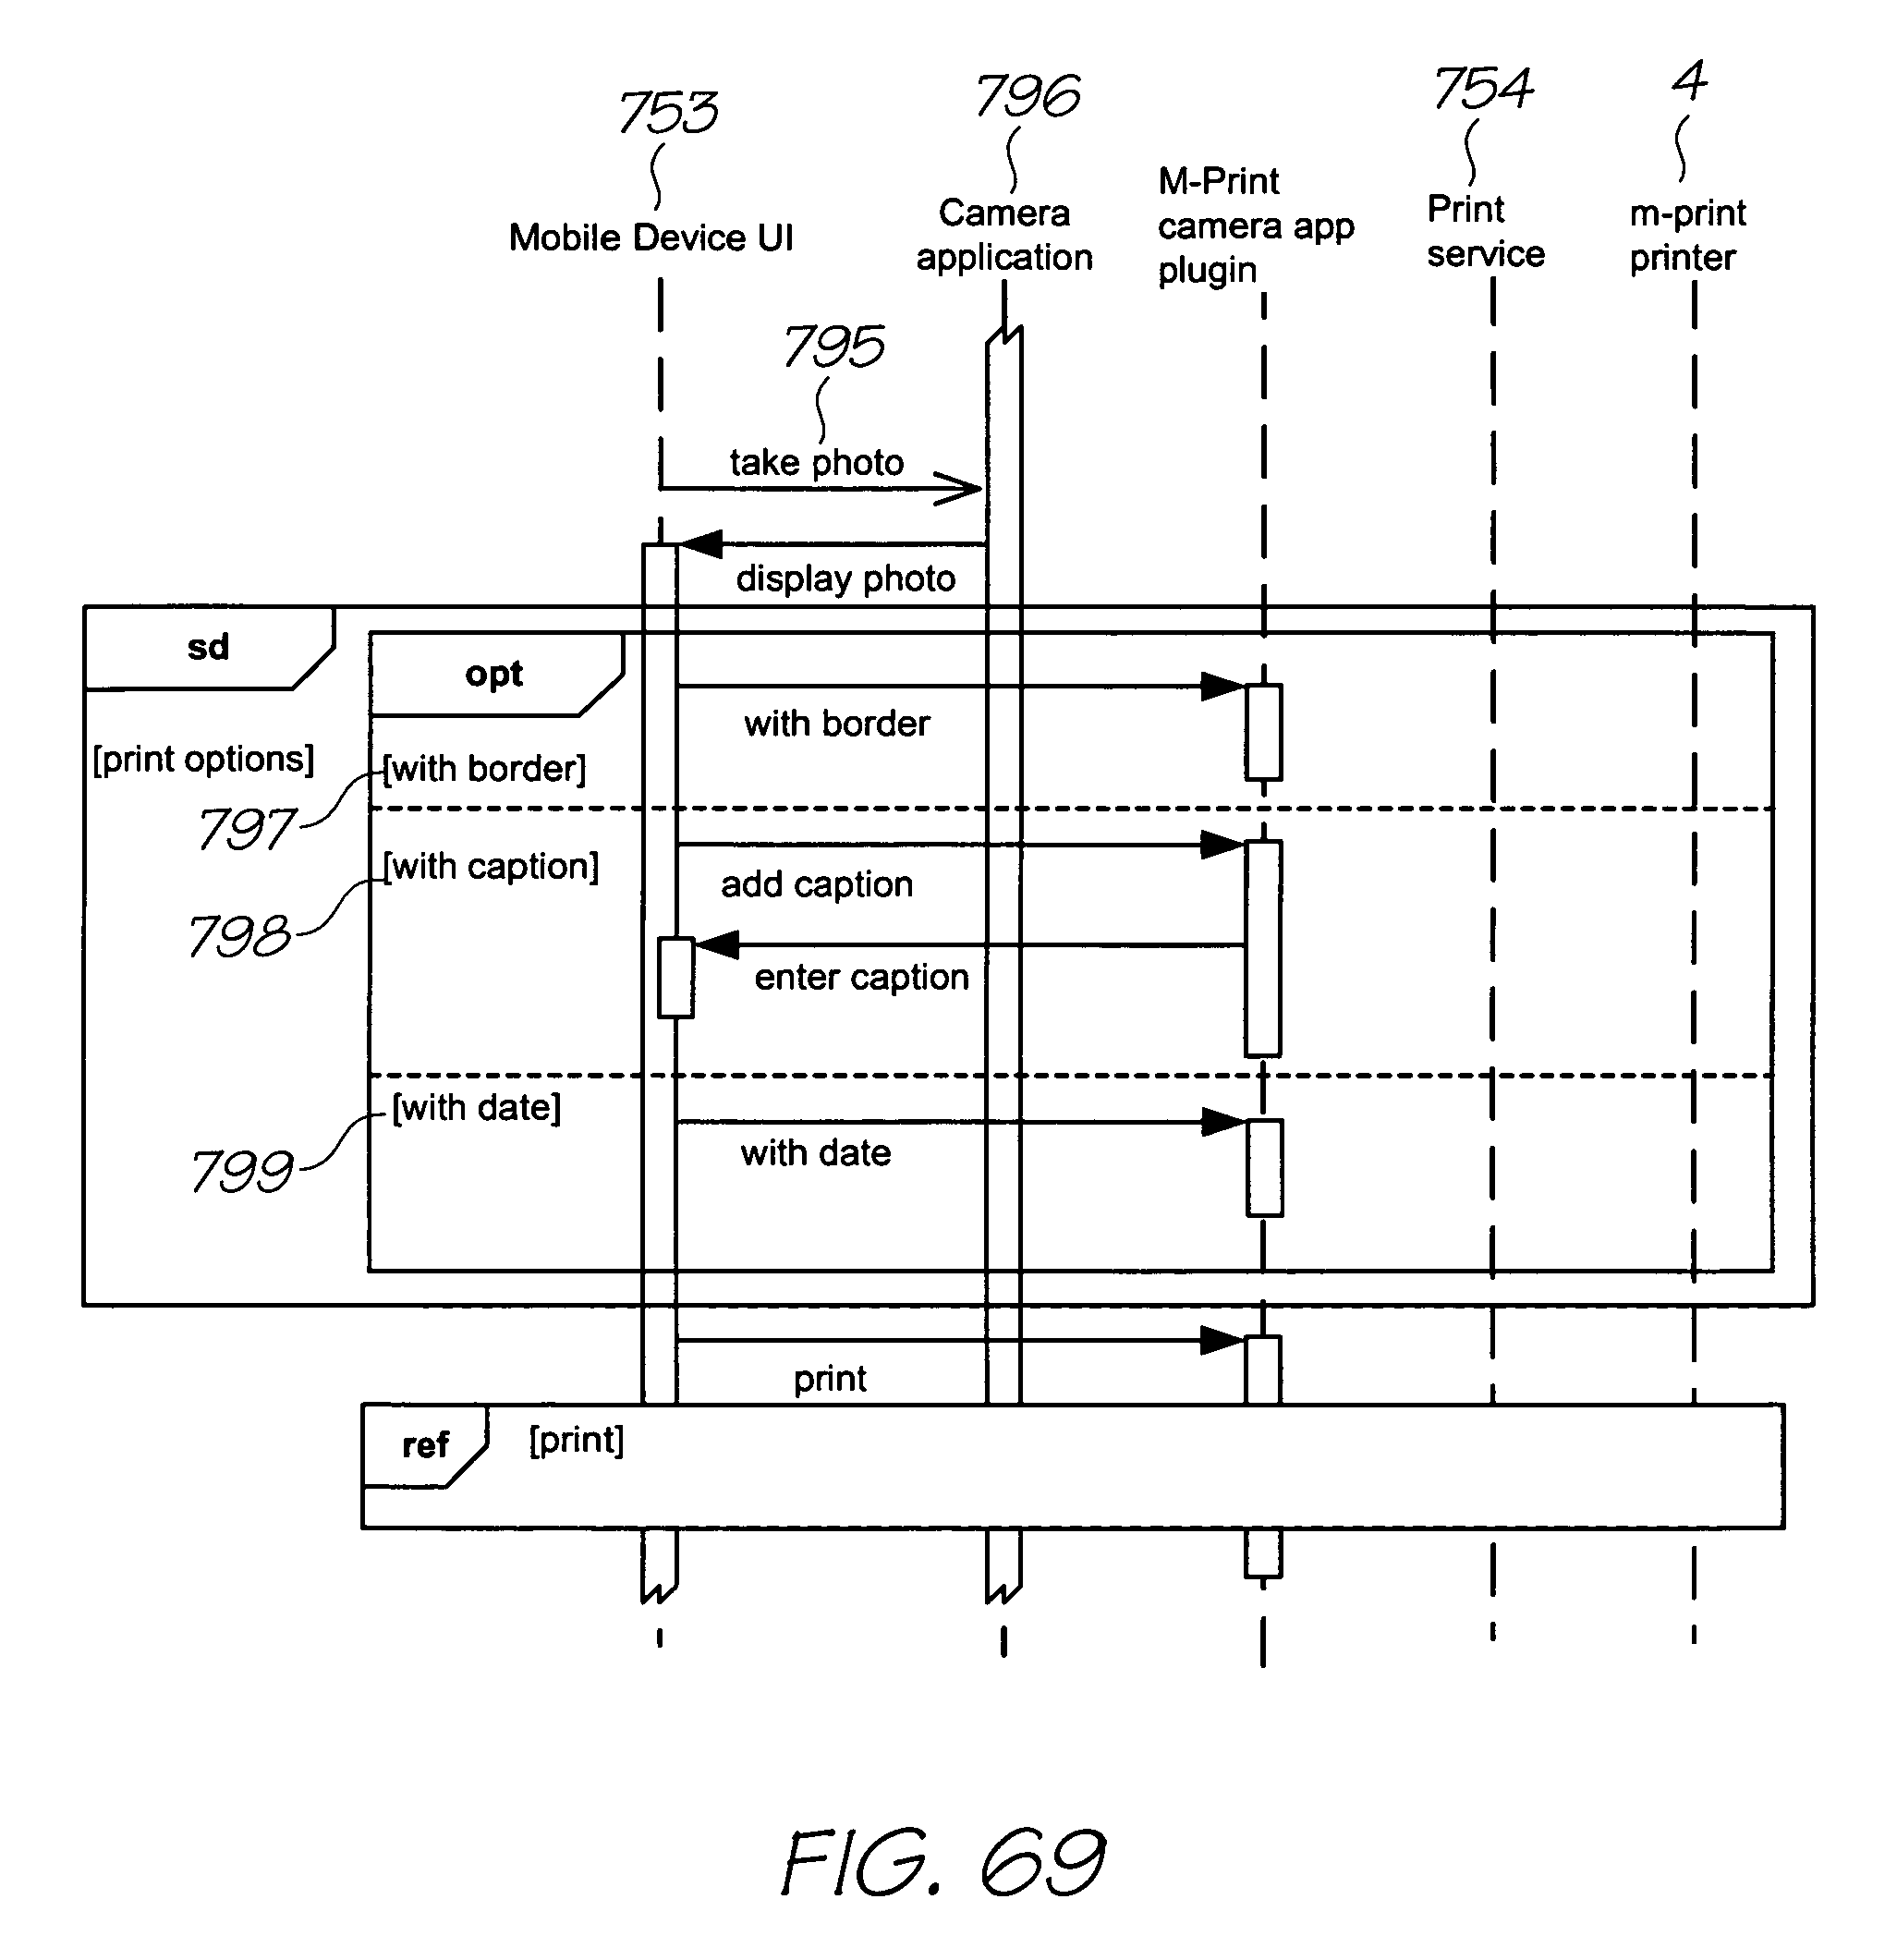 753
796
754
4
Mobile Device UI
Camera
application
M-Print
camera app
plugin
Print
service
m-print
printer
795
take photo
display photo
sd
opt
with border
[print options]
[with border]
797
[with caption]
add caption
798
enter caption
[with date]
with date
799
print
ref
[print]
FIG. 69